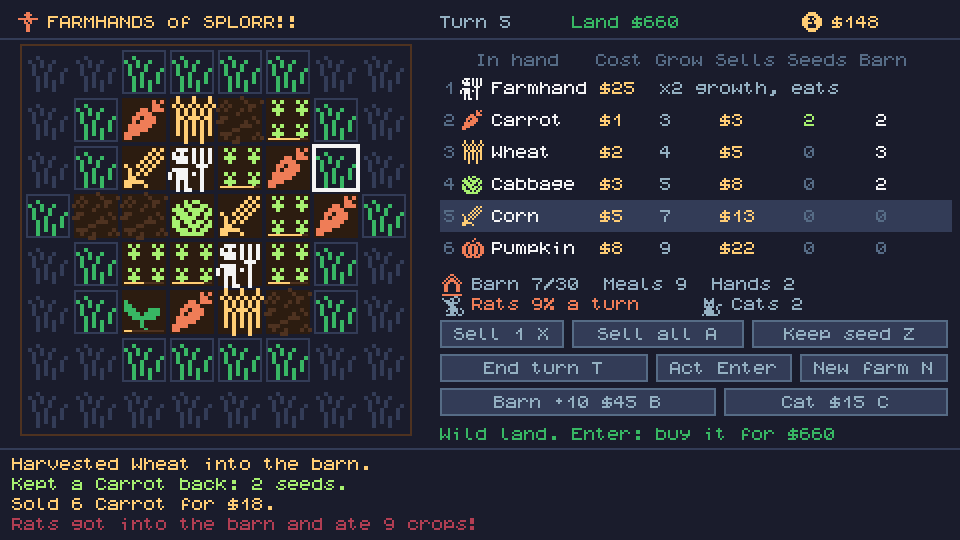 FARMHANDS of SPLORR!! Turn 5 Land $660 $148
In hand Cost Grow Sells Seeds Barn
1 Farmhand $25 x2 growth, eats
2 Carrot $1 3 $3 2 2
3 Wheat $2 4 $5 0 3
4 Cabbage $3 5 $8 0 2
5 Corn $5 7 $13 0 0
6 Pumpkin $8 9 $22 0 0
Barn 7/30 Meals 9 Hands 2
Rats 9% a turn Cats 2
Sell 1 X Sell all A Keep seed Z
End turn T Act Enter New farm N
Barn +10 $45 B Cat $15 C
Wild land. Enter: buy it for $660
Harvested Wheat into the barn.
Kept a Carrot back: 2 seeds.
Sold 6 Carrot for $18.
Rats got into the barn and ate 9 crops!